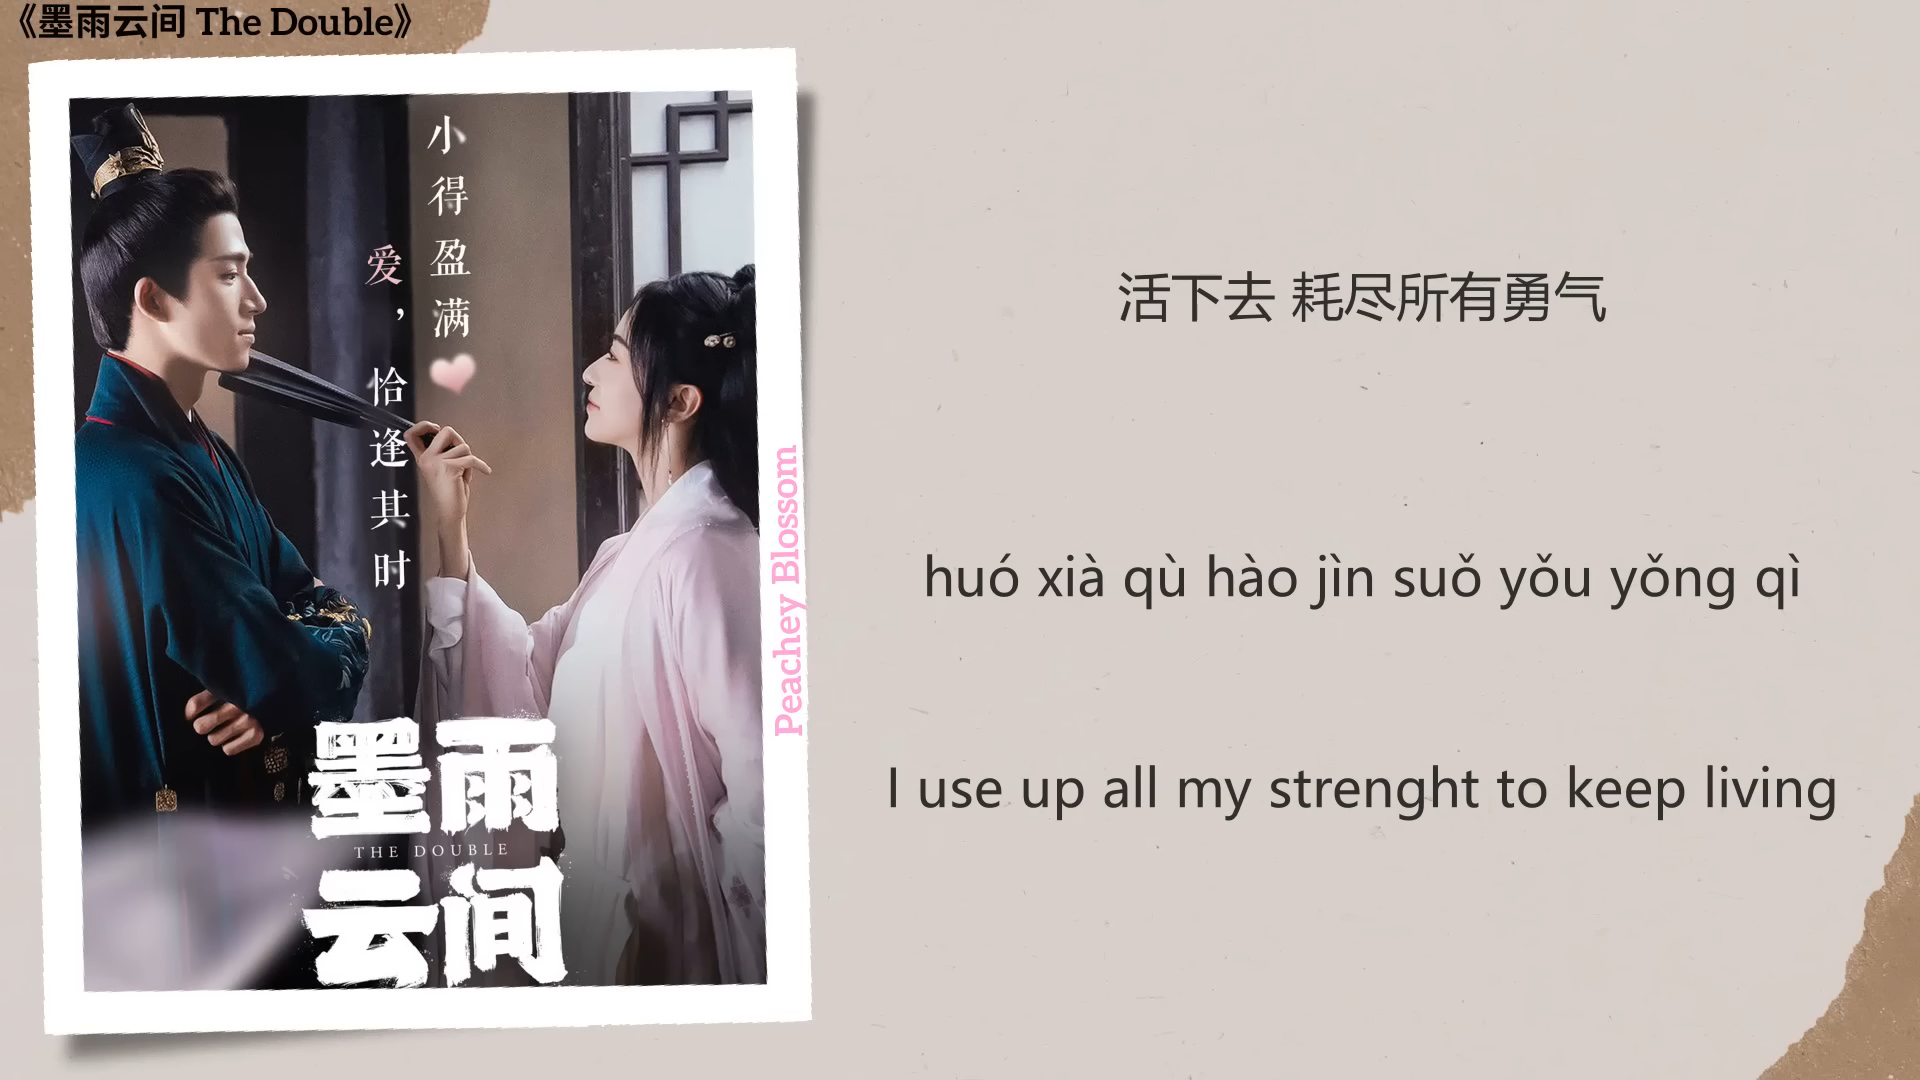 《墨雨云间 The Double》
小得盈满
爱，恰逢其时
墨雨
THE DOUBLE
云间
Peachey Blossom
活下去 耗尽所有勇气
huó xià qù hào jìn suǒ yǒu yǒng qì
I use up all my strenght to keep living